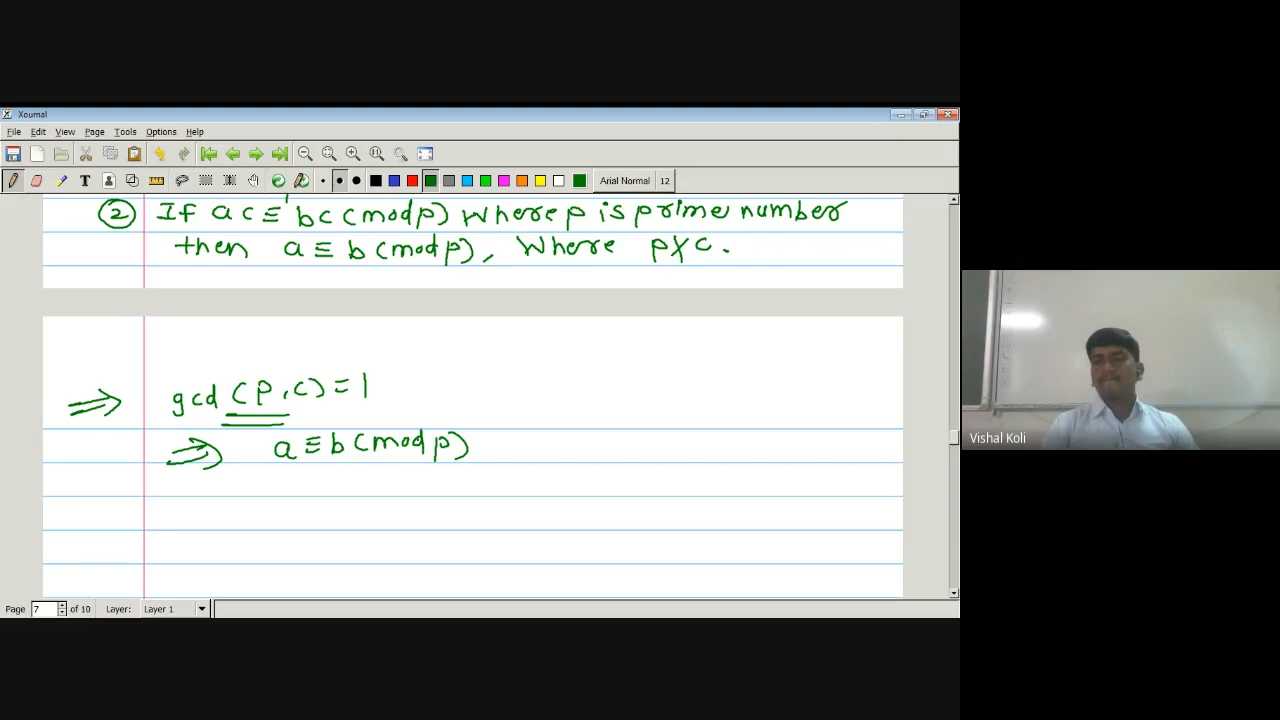 Xournal
File Edit View Page Tools Options Help
Arial Normal 12
② If ac ≡ bc (mod p) where p is prime number
then a ≡ b (mod p), Where p∤c.
⇒ gcd (p,c) = 1
⇒ a ≡ b (mod p)
Vishal Koli
Page 7 of 10 Layer: Layer 1